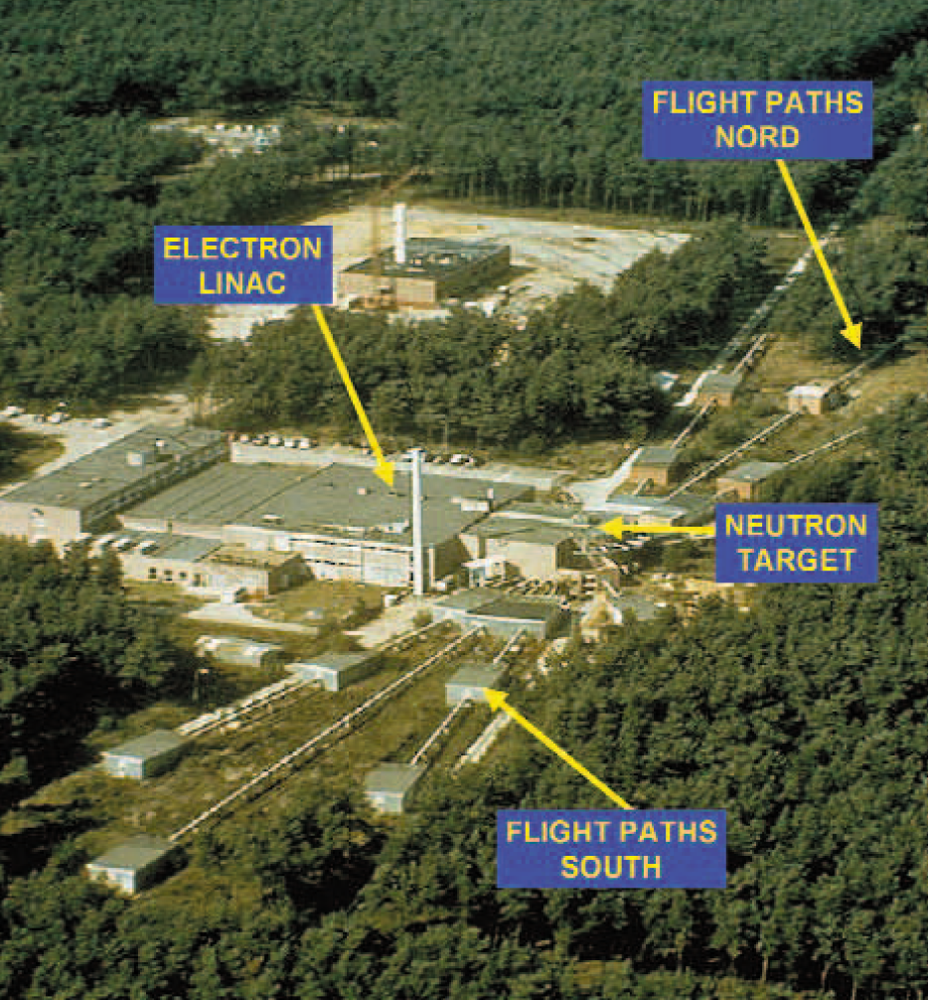 FLIGHT PATHS
NORD
ELECTRON
LINAC
NEUTRON
TARGET
FLIGHT PATHS
SOUTH